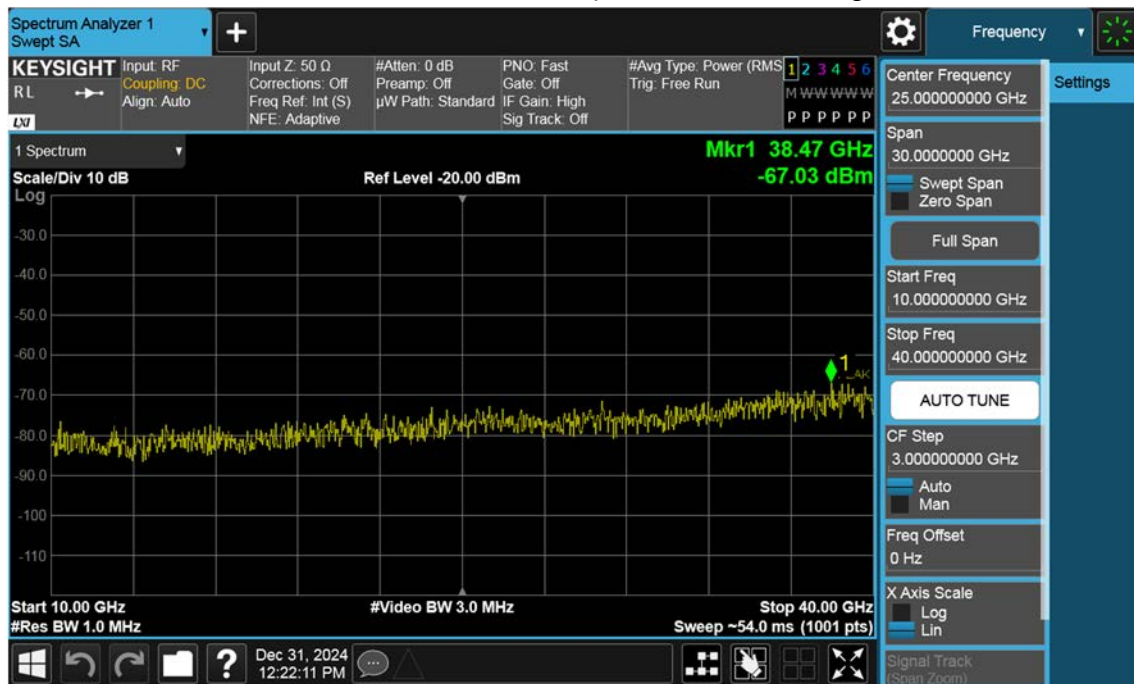 Spectrum Analyzer 1
Swept SA
+
Frequency
KEYSIGHT
RL
LXI
Input: RF
Coupling: DC
Align: Auto
Input Z: 50 Ω
Corrections: Off
Freq Ref: Int (S)
NFE: Adaptive
#Atten: 0 dB
Preamp: Off
µW Path: Standard
PNO: Fast
Gate: Off
IF Gain: High
Sig Track: Off
#Avg Type: Power (RMS
Trig: Free Run
1 2 3 4 5 6
M W W W W W
P P P P P P
1 Spectrum
Mkr1 38.47 GHz
Scale/Div 10 dB
Ref Level -20.00 dBm
-67.03 dBm
Log
-30.0
-40.0
-50.0
-60.0
1
-70.0
-80.0
-90.0
-100
-110
Start 10.00 GHz
#Video BW 3.0 MHz
Stop 40.00 GHz
#Res BW 1.0 MHz
Sweep ~54.0 ms (1001 pts)
?
Dec 31, 2024
12:22:11 PM
Center Frequency
25.000000000 GHz
Span
30.0000000 GHz
Swept Span
Zero Span
Full Span
Start Freq
10.000000000 GHz
Stop Freq
40.000000000 GHz
AUTO TUNE
CF Step
3.000000000 GHz
Auto
Man
Freq Offset
0 Hz
X Axis Scale
Log
Lin
Signal Track
(Span Zoom)
Settings